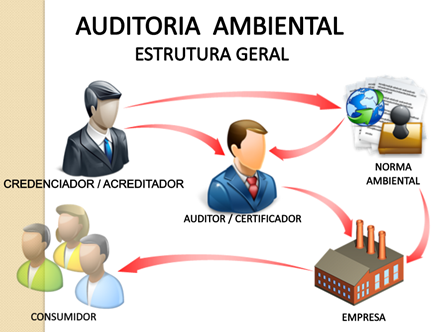 AUDITORIA AMBIENTAL
ESTRUTURA GERAL
CREDENCIADOR / ACREDITADOR
NORMA
AMBIENTAL
AUDITOR / CERTIFICADOR
CONSUMIDOR
EMPRESA